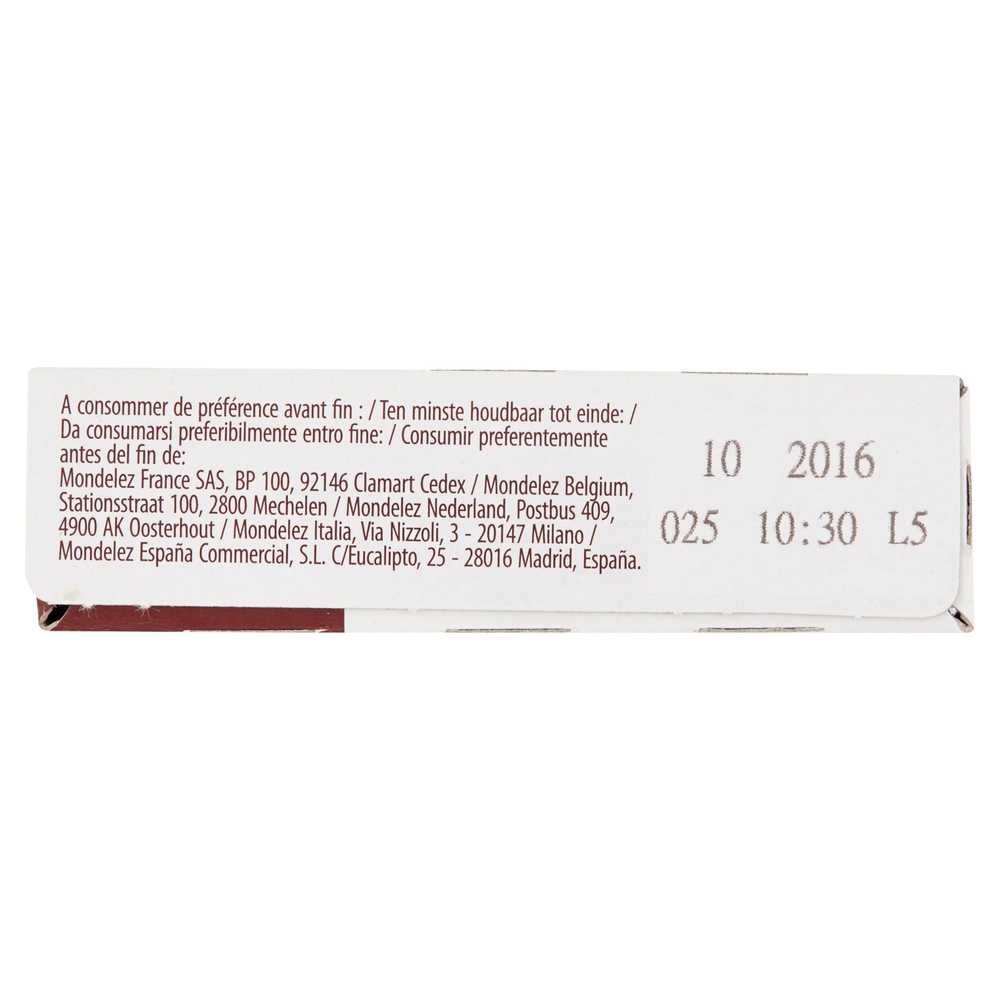 A consommer de préférence avant fin : / Ten minste houdbaar tot einde: /
Da consumarsi preferibilmente entro fine: / Consumir preferentemente
antes del fin de:
Mondelez France SAS, BP 100, 92146 Clamart Cedex / Mondelez Belgium,
Stationsstraat 100, 2800 Mechelen / Mondelez Nederland, Postbus 409,
4900 AK Oosterhout / Mondelez Italia, Via Nizzoli, 3 - 20147 Milano /
Mondelez España Commercial, S.L. C/Eucalipto, 25 - 28016 Madrid, España.
10 2016
025 10:30 L5